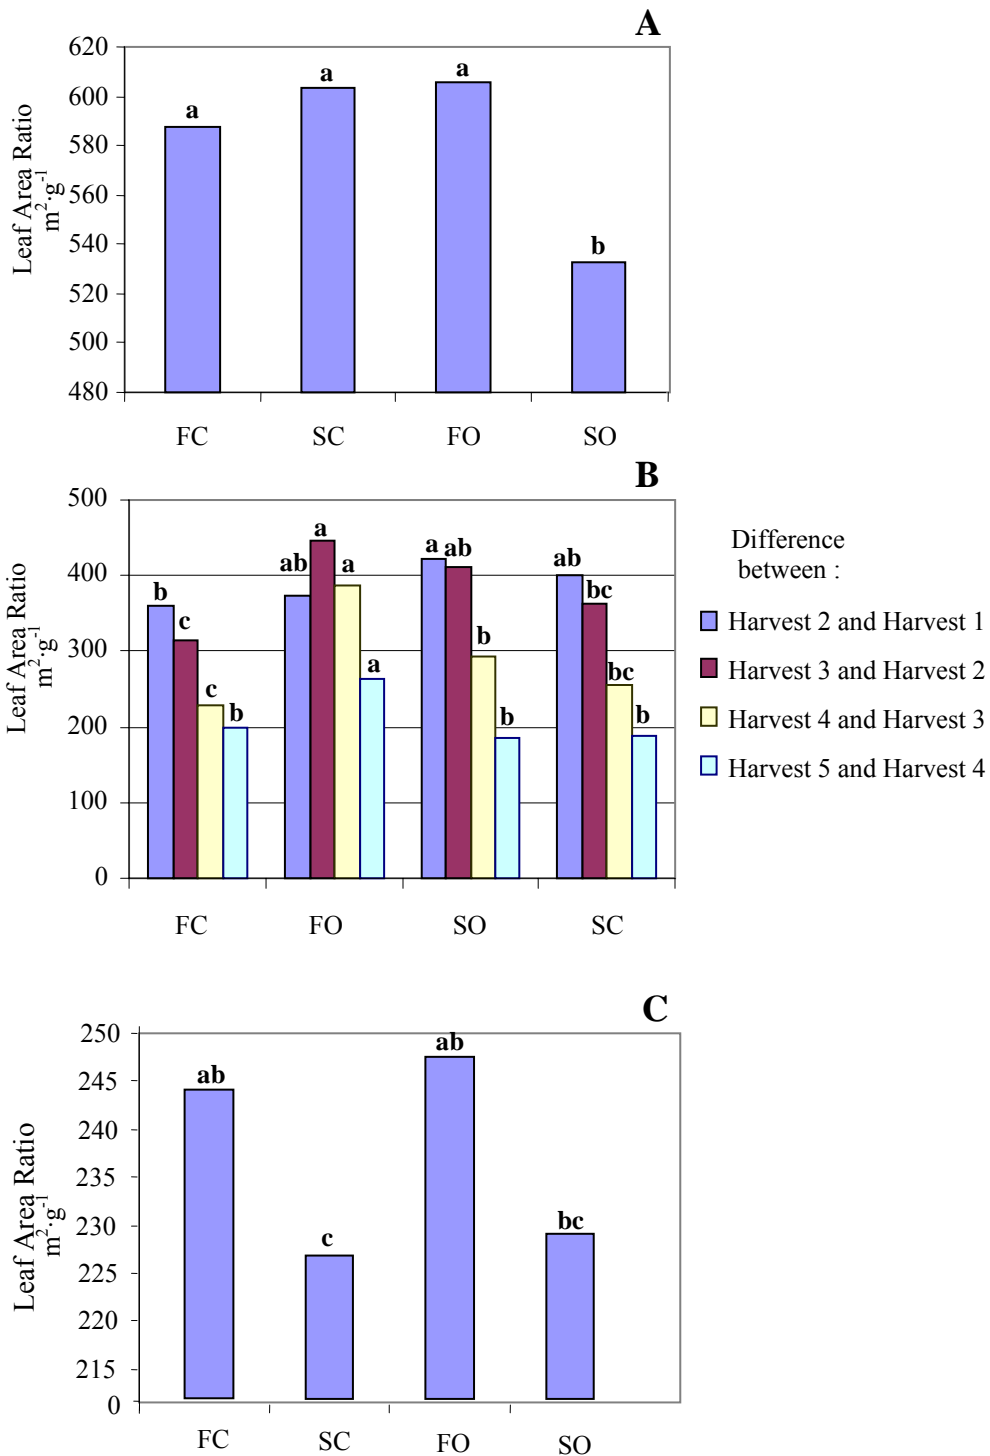 A
620
600
580
560
540
520
500
480
Leaf Area Ratio
m²·g⁻¹
a
a
a
b
FC SC FO SO
B
500
400
300
200
100
0
Leaf Area Ratio
m²·g⁻¹
b c c b
ab a a a
a ab b b
ab bc bc b
FC FO SO SC
Difference
between :
Harvest 2 and Harvest 1
Harvest 3 and Harvest 2
Harvest 4 and Harvest 3
Harvest 5 and Harvest 4
C
250
245
240
235
230
225
220
215
0
Leaf Area Ratio
m²·g⁻¹
ab
c
ab
bc
FC SC FO SO